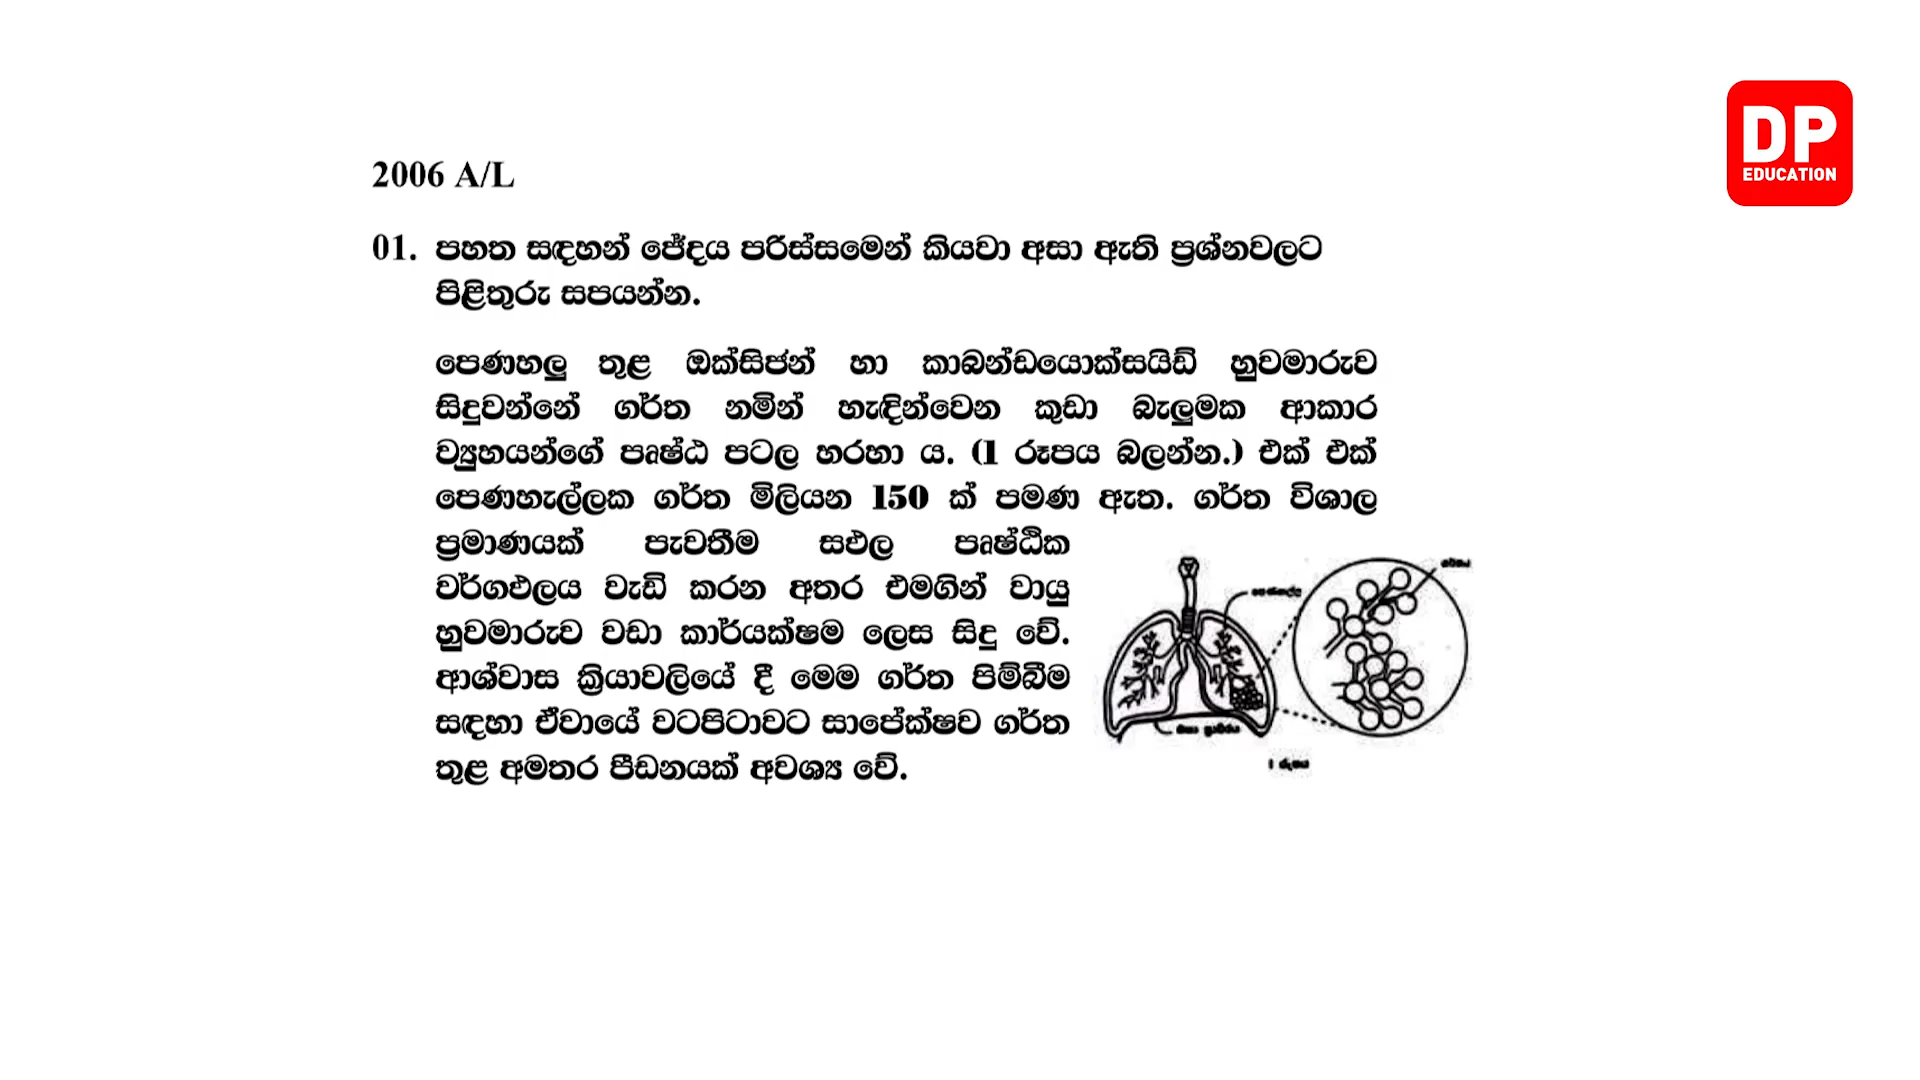 DP
EDUCATION
2006 A/L
01. පහත සඳහන් ඡේදය පරිස්සමෙන් කියවා අසා ඇති ප්‍රශ්නවලට
පිළිතුරු සපයන්න.
පෙණහලු තුළ ඔක්සිජන් හා කාබන්ඩයොක්සයිඩ් හුවමාරුව
සිදුවන්නේ ගර්ත නමින් හැඳින්වෙන කුඩා බැලුමක ආකාර
ව්‍යුහයන්ගේ පෘෂ්ඨ පටල හරහා ය. (1 රූපය බලන්න.) එක් එක්
පෙණහැල්ලක ගර්ත මිලියන 150 ක් පමණ ඇත. ගර්ත විශාල
ප්‍රමාණයක් පැවතීම සඵල පෘෂ්ඨික
වර්ගඵලය වැඩි කරන අතර එමගින් වායු
හුවමාරුව වඩා කාර්යක්ෂම ලෙස සිදු වේ.
ආශ්වාස ක්‍රියාවලියේ දී මෙම ගර්ත පිම්බීම
සඳහා ඒවායේ වටපිටාවට සාපේක්ෂව ගර්ත
තුළ අමතර පීඩනයක් අවශ්‍ය වේ.
1 රූපය